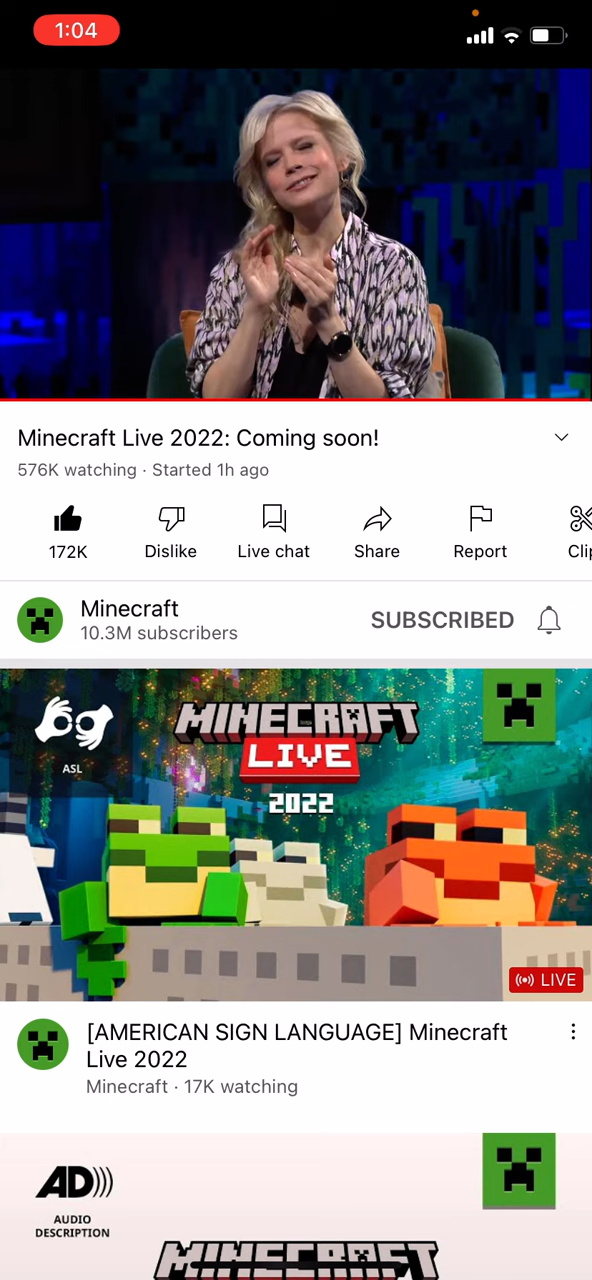 1:04
Minecraft Live 2022: Coming soon!
576K watching · Started 1h ago
172K
Dislike
Live chat
Share
Report
Clip
Minecraft
10.3M subscribers
SUBSCRIBED
ASL
MINECRAFT
LIVE
2022
LIVE
[AMERICAN SIGN LANGUAGE] Minecraft
Live 2022
Minecraft · 17K watching
AD
AUDIO
DESCRIPTION
MINECRAFT